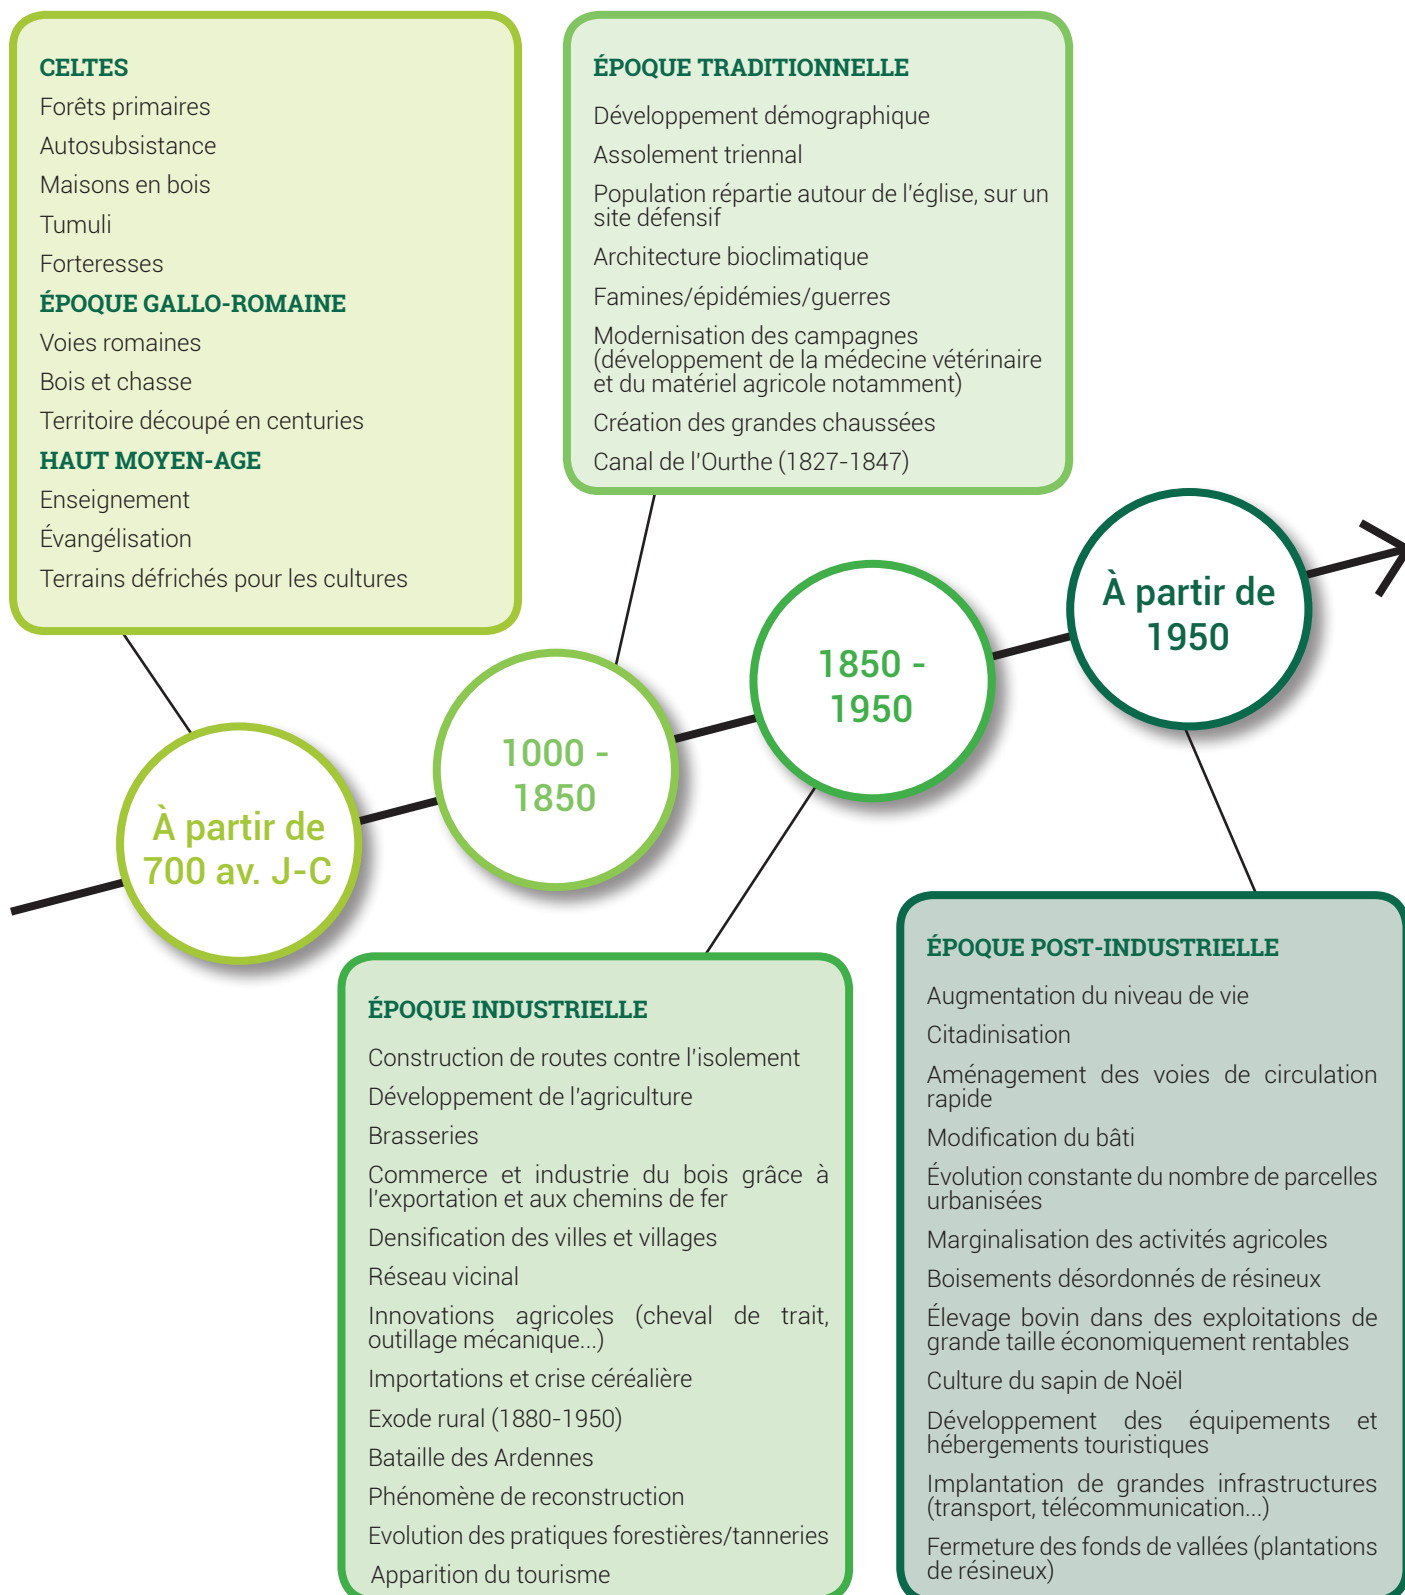 CELTES
Forêts primaires
Autosubsistance
Maisons en bois
Tumuli
Forteresses
ÉPOQUE GALLO-ROMAINE
Voies romaines
Bois et chasse
Territoire découpé en centuries
HAUT MOYEN-AGE
Enseignement
Évangélisation
Terrains défrichés pour les cultures
ÉPOQUE TRADITIONNELLE
Développement démographique
Assolement triennal
Population répartie autour de l'église, sur un
site défensif
Architecture bioclimatique
Famines/épidémies/guerres
Modernisation des campagnes
(développement de la médecine vétérinaire
et du matériel agricole notamment)
Création des grandes chaussées
Canal de l'Ourthe (1827-1847)
À partir de
700 av. J-C
1000 -
1850
1850 -
1950
À partir de
1950
ÉPOQUE INDUSTRIELLE
Construction de routes contre l'isolement
Développement de l'agriculture
Brasseries
Commerce et industrie du bois grâce à
l'exportation et aux chemins de fer
Densification des villes et villages
Réseau vicinal
Innovations agricoles (cheval de trait,
outillage mécanique...)
Importations et crise céréalière
Exode rural (1880-1950)
Bataille des Ardennes
Phénomène de reconstruction
Evolution des pratiques forestières/tanneries
Apparition du tourisme
ÉPOQUE POST-INDUSTRIELLE
Augmentation du niveau de vie
Citadinisation
Aménagement des voies de circulation
rapide
Modification du bâti
Évolution constante du nombre de parcelles
urbanisées
Marginalisation des activités agricoles
Boisements désordonnés de résineux
Élevage bovin dans des exploitations de
grande taille économiquement rentables
Culture du sapin de Noël
Développement des équipements et
hébergements touristiques
Implantation de grandes infrastructures
(transport, télécommunication...)
Fermeture des fonds de vallées (plantations
de résineux)